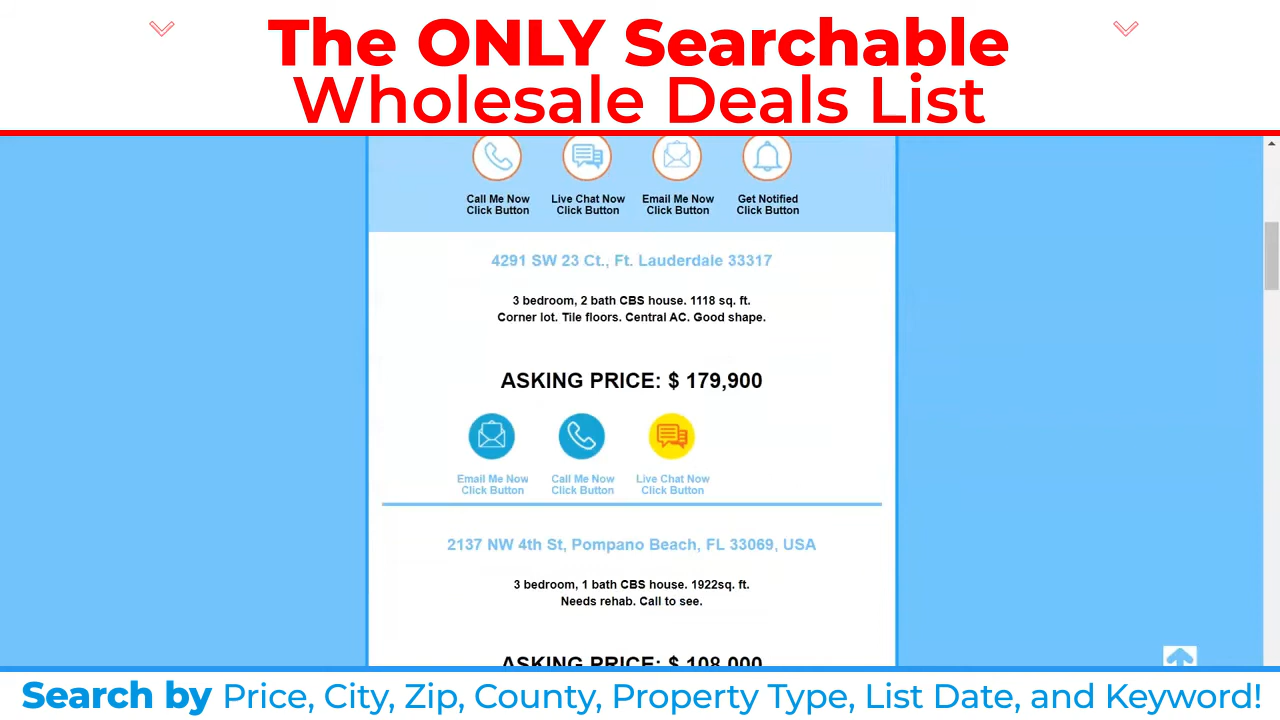 The ONLY Searchable
Wholesale Deals List
Call Me Now
Click Button
Live Chat Now
Click Button
Email Me Now
Click Button
Get Notified
Click Button
4291 SW 23 Ct., Ft. Lauderdale 33317
3 bedroom, 2 bath CBS house. 1118 sq. ft.
Corner lot. Tile floors. Central AC. Good shape.
ASKING PRICE: $ 179,900
Email Me Now
Click Button
Call Me Now
Click Button
Live Chat Now
Click Button
2137 NW 4th St, Pompano Beach, FL 33069, USA
3 bedroom, 1 bath CBS house. 1922sq. ft.
Needs rehab. Call to see.
ASKING PRICE: $ 108,000
Search by Price, City, Zip, County, Property Type, List Date, and Keyword!